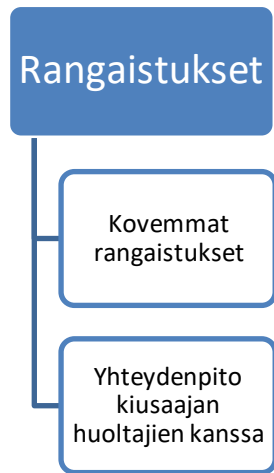 Rangaistukset
Kovemmat
rangaistukset
Yhteydenpito
kiusaajan
huoltajien kanssa